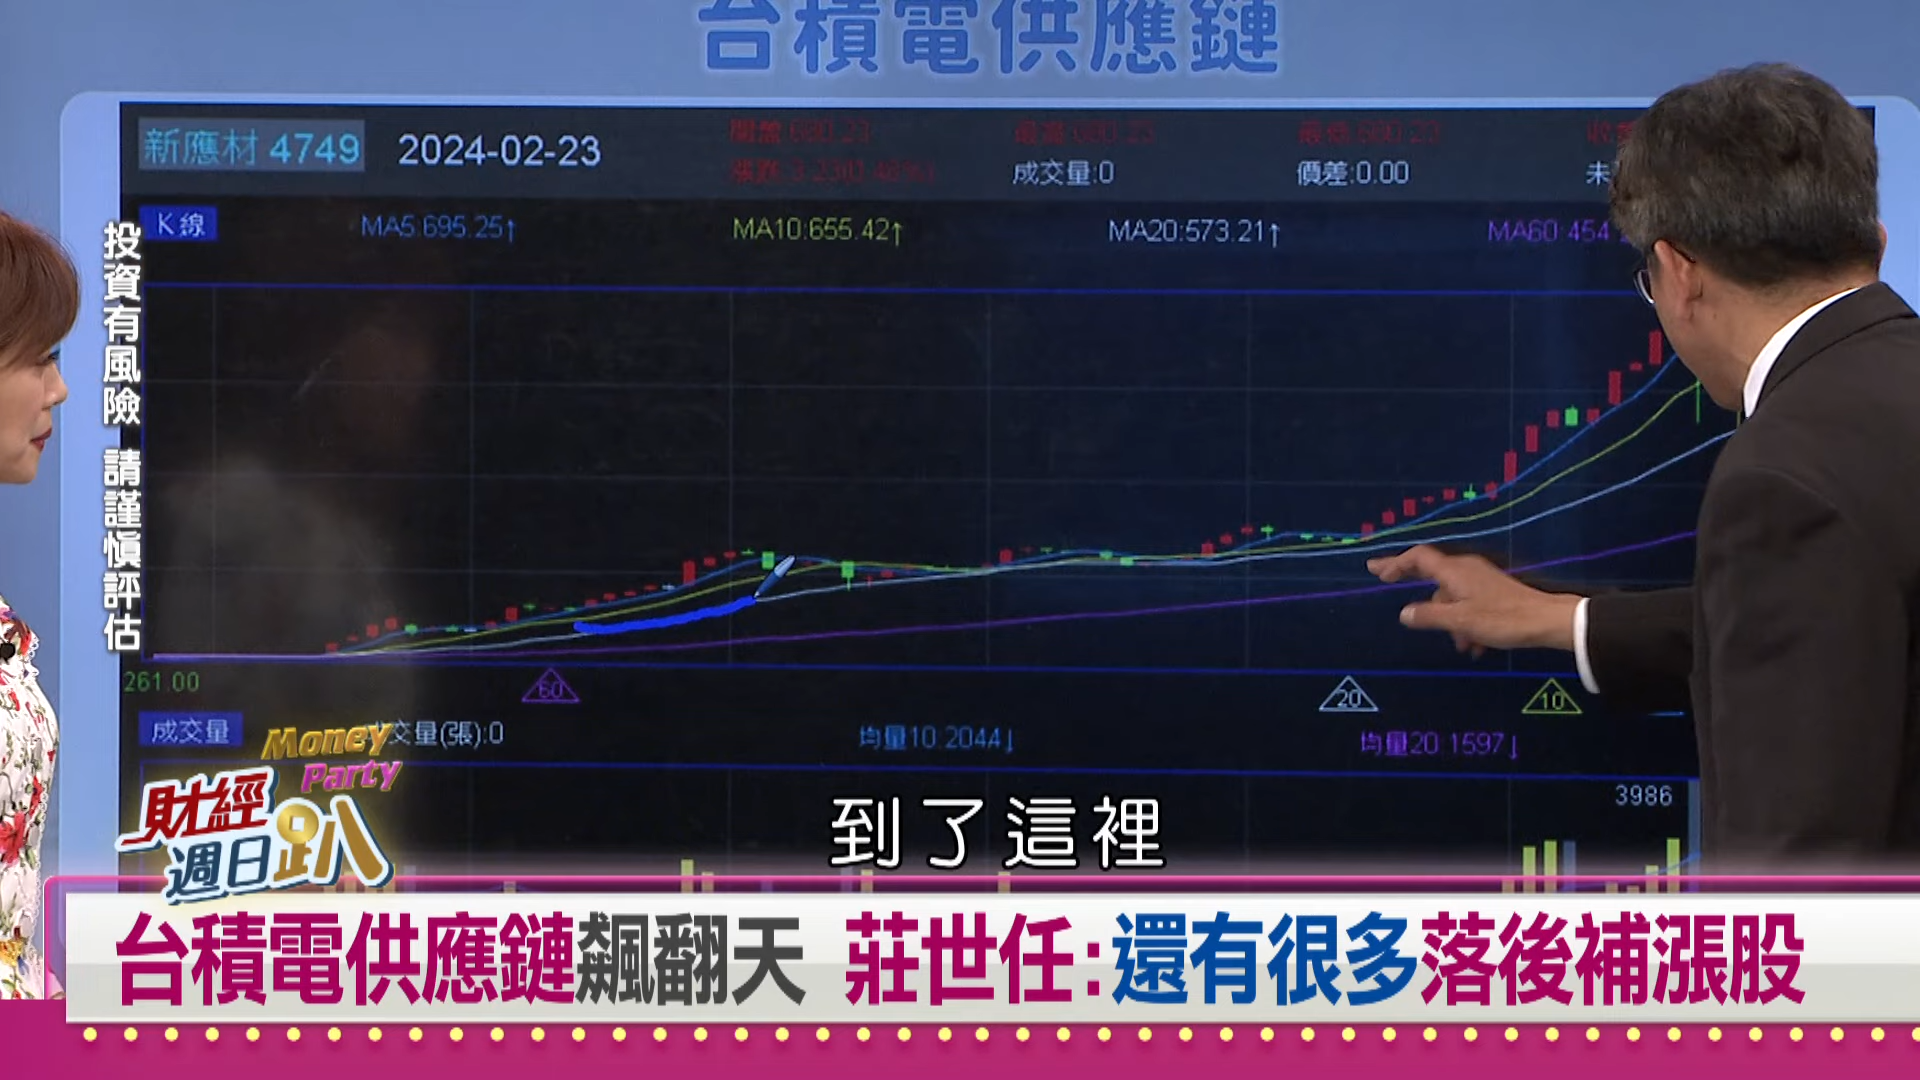 台積電供應鏈
新應材 4749
2024-02-23
成交量:0
價差:0.00
K線
MA5:695.25↑
MA10:655.42↑
MA20:573.21↑
MA60:454
投資有風險 請謹慎評估
261.00
60
20
10
成交量
交量(張):0
均量10:2044↓
均量20:1597↓
3986
Money Party
財經
週日趴
到了這裡
台積電供應鏈飆翻天 莊世任:還有很多落後補漲股